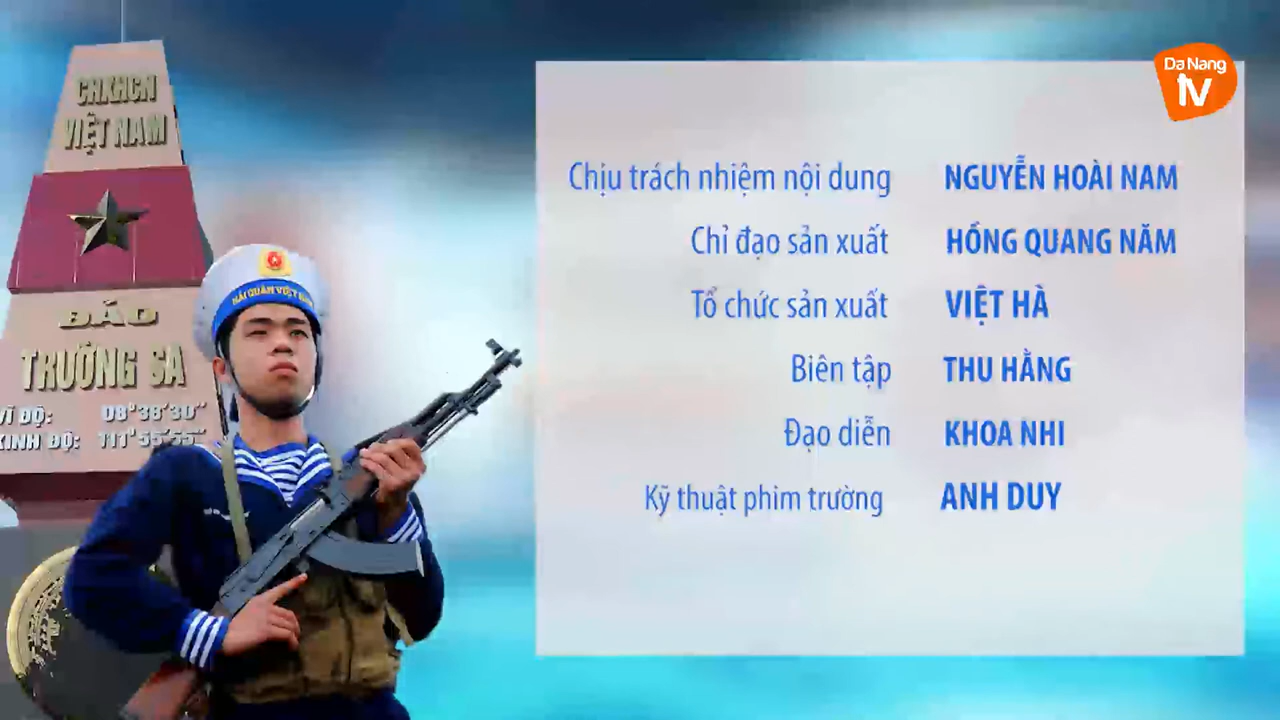 CHXHCN
VIỆT NAM
ĐẢO
TRƯỜNG SA
VĨ ĐỘ: 08°38'30"
KINH ĐỘ: 111°55'55"
HẢI QUÂN VIỆT NAM
Da Nang
TV
Chịu trách nhiệm nội dung NGUYỄN HOÀI NAM
Chỉ đạo sản xuất HỒNG QUANG NĂM
Tổ chức sản xuất VIỆT HÀ
Biên tập THU HẰNG
Đạo diễn KHOA NHI
Kỹ thuật phim trường ANH DUY